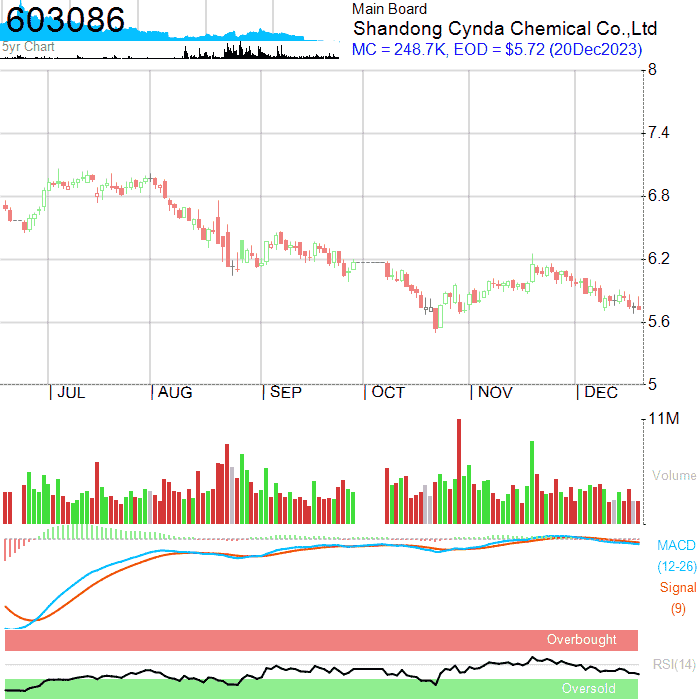 603086
5yr Chart
Main Board
Shandong Cynda Chemical Co.,Ltd
MC = 248.7K, EOD = $5.72 (20Dec2023)
8
7.4
6.8
6.2
5.6
5
JUL AUG SEP OCT NOV DEC
11M
Volume
MACD
(12-26)
Signal
(9)
Overbought
RSI(14)
Oversold